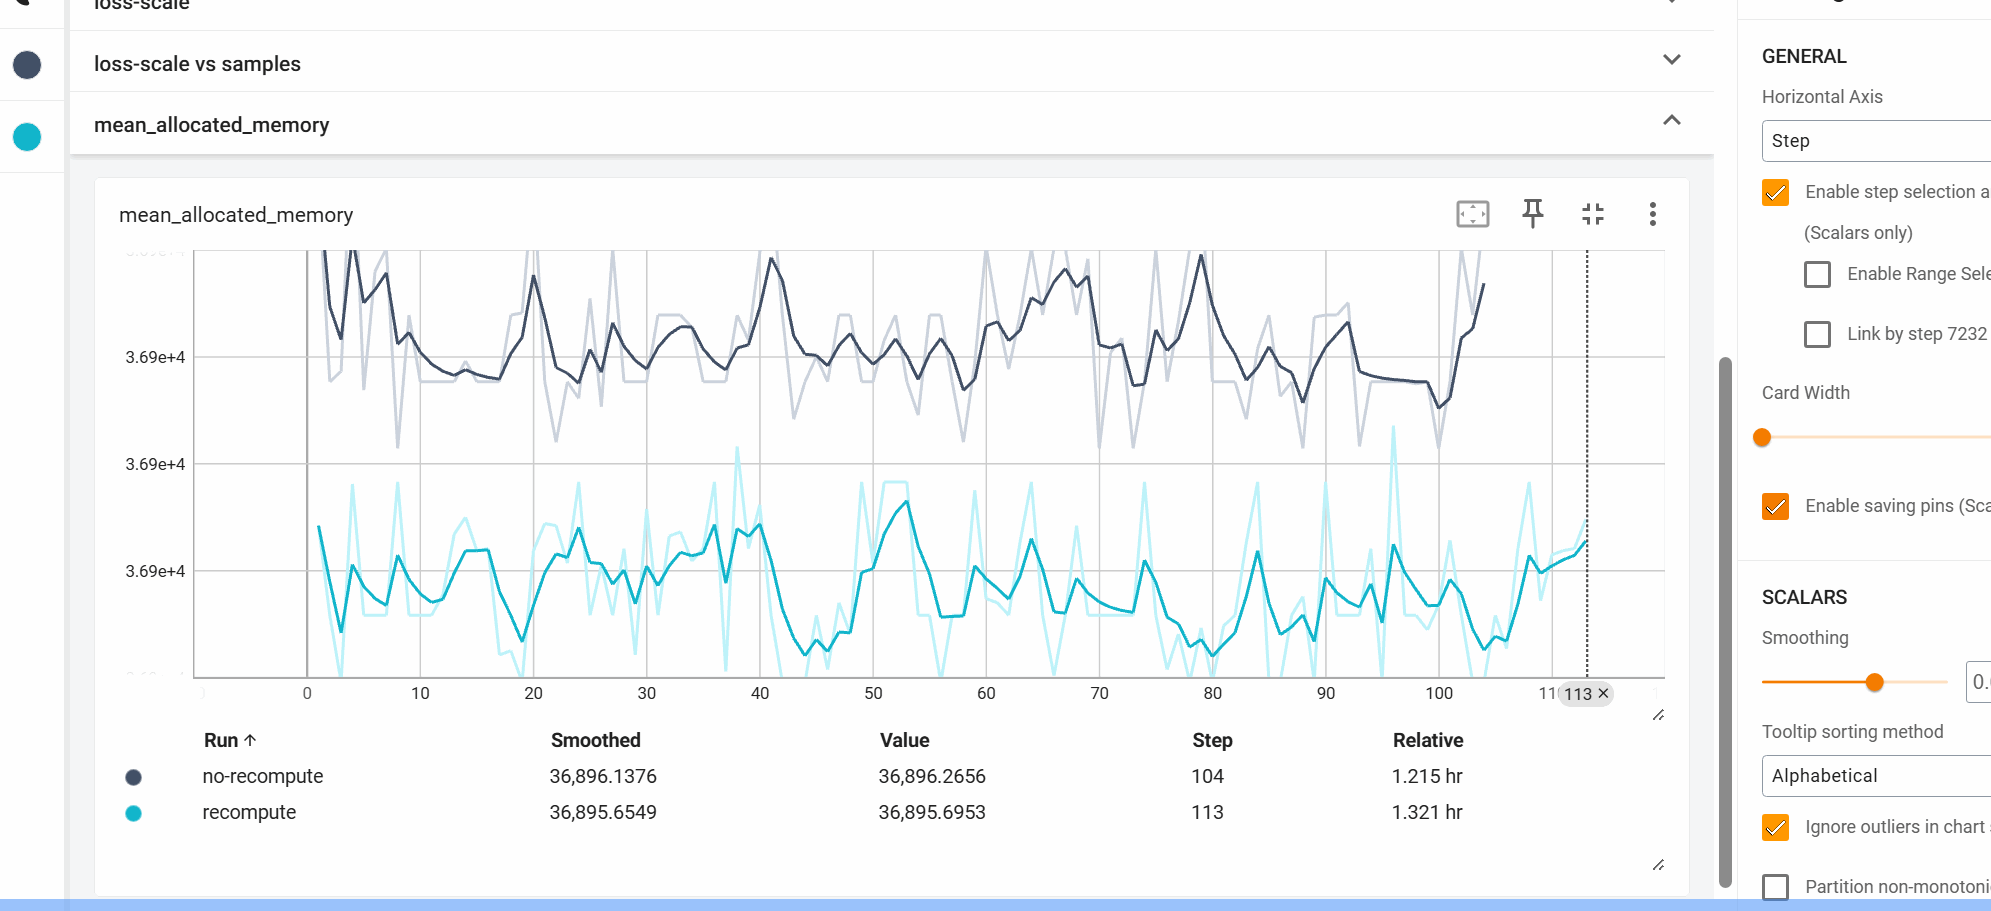 loss-scale
loss-scale vs samples
mean_allocated_memory
mean_allocated_memory
3.69e+4
3.69e+4
3.69e+4
0 10 20 30 40 50 60 70 80 90 100 11 113 ✕
Run ↑ Smoothed Value Step Relative
no-recompute 36,896.1376 36,896.2656 104 1.215 hr
recompute 36,895.6549 36,895.6953 113 1.321 hr
GENERAL
Horizontal Axis
Step
Enable step selection a
(Scalars only)
Enable Range Sele
Link by step 7232
Card Width
Enable saving pins (Sca
SCALARS
Smoothing
0.
Tooltip sorting method
Alphabetical
Ignore outliers in chart
Partition non-monotoni